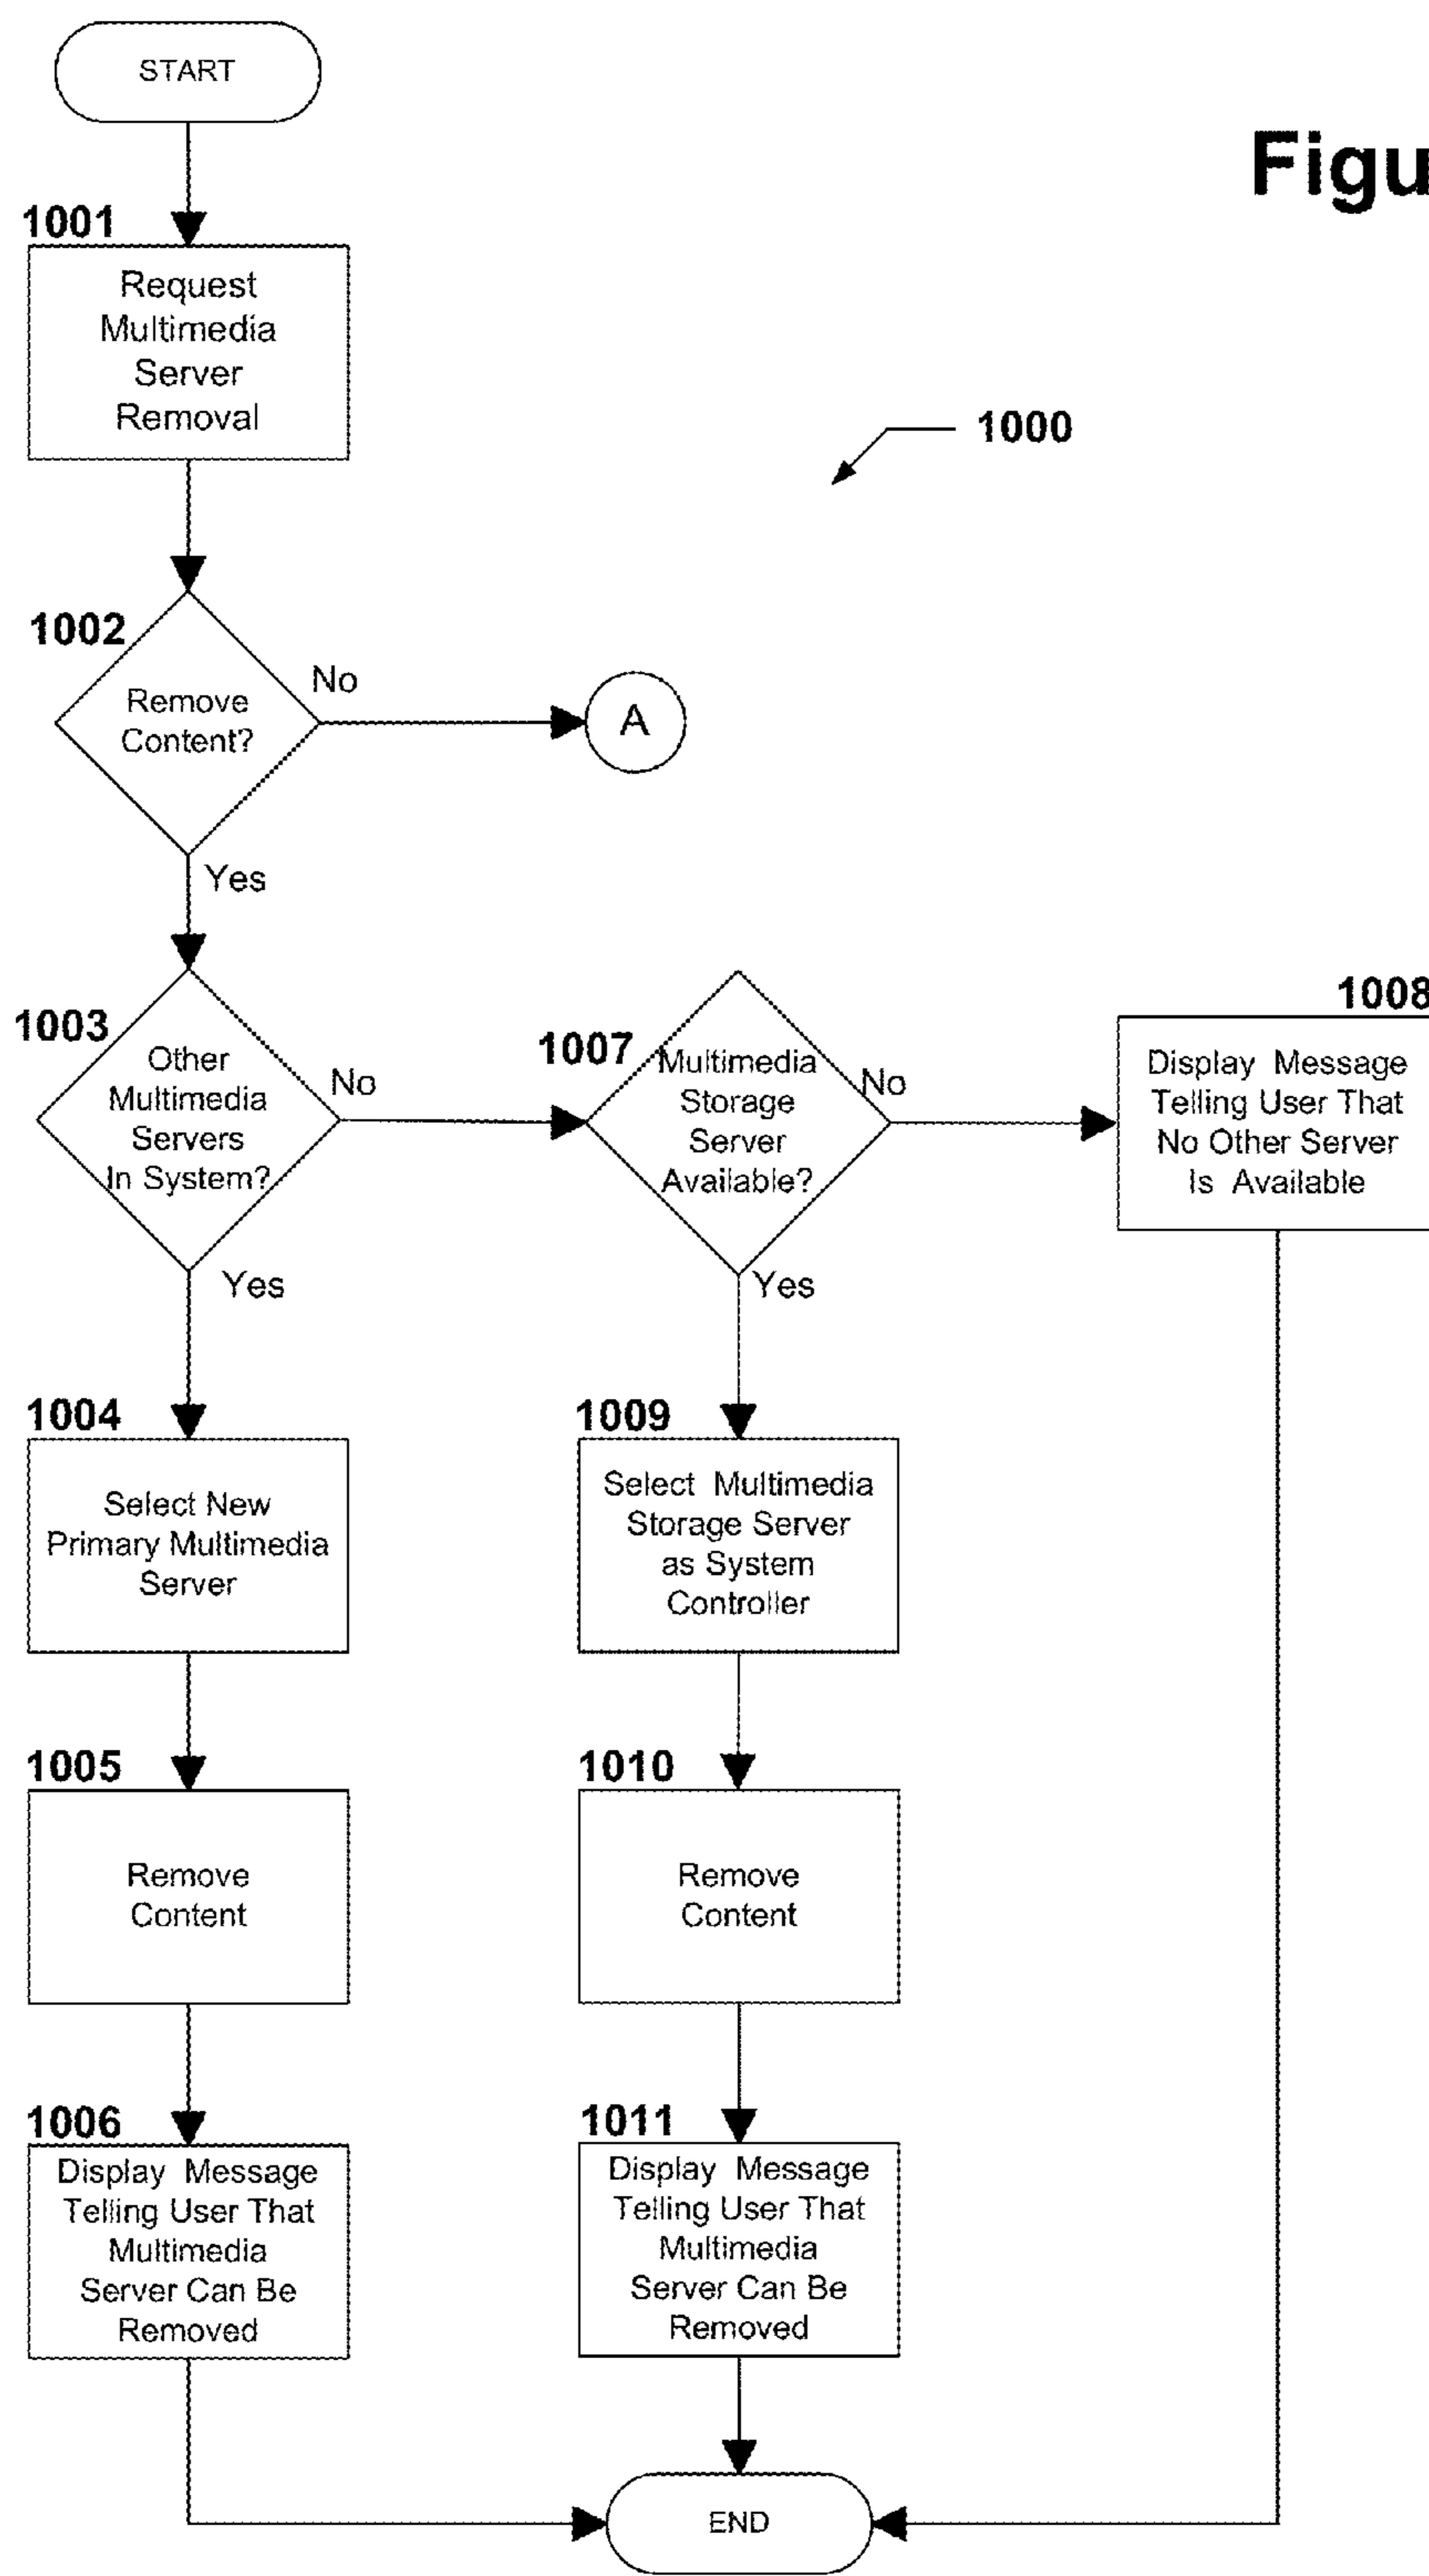 START
Figu
1001
Request
Multimedia
Server
Removal
1000
1002
Remove
Content?
No
A
Yes
1003
Other
Multimedia
Servers
In System?
No
1007
Multimedia
Storage
Server
Available?
No
1008
Display Message
Telling User That
No Other Server
Is Available
Yes
Yes
1004
Select New
Primary Multimedia
Server
1009
Select Multimedia
Storage Server
as System
Controller
1005
Remove
Content
1010
Remove
Content
1006
Display Message
Telling User That
Multimedia
Server Can Be
Removed
1011
Display Message
Telling User That
Multimedia
Server Can Be
Removed
END